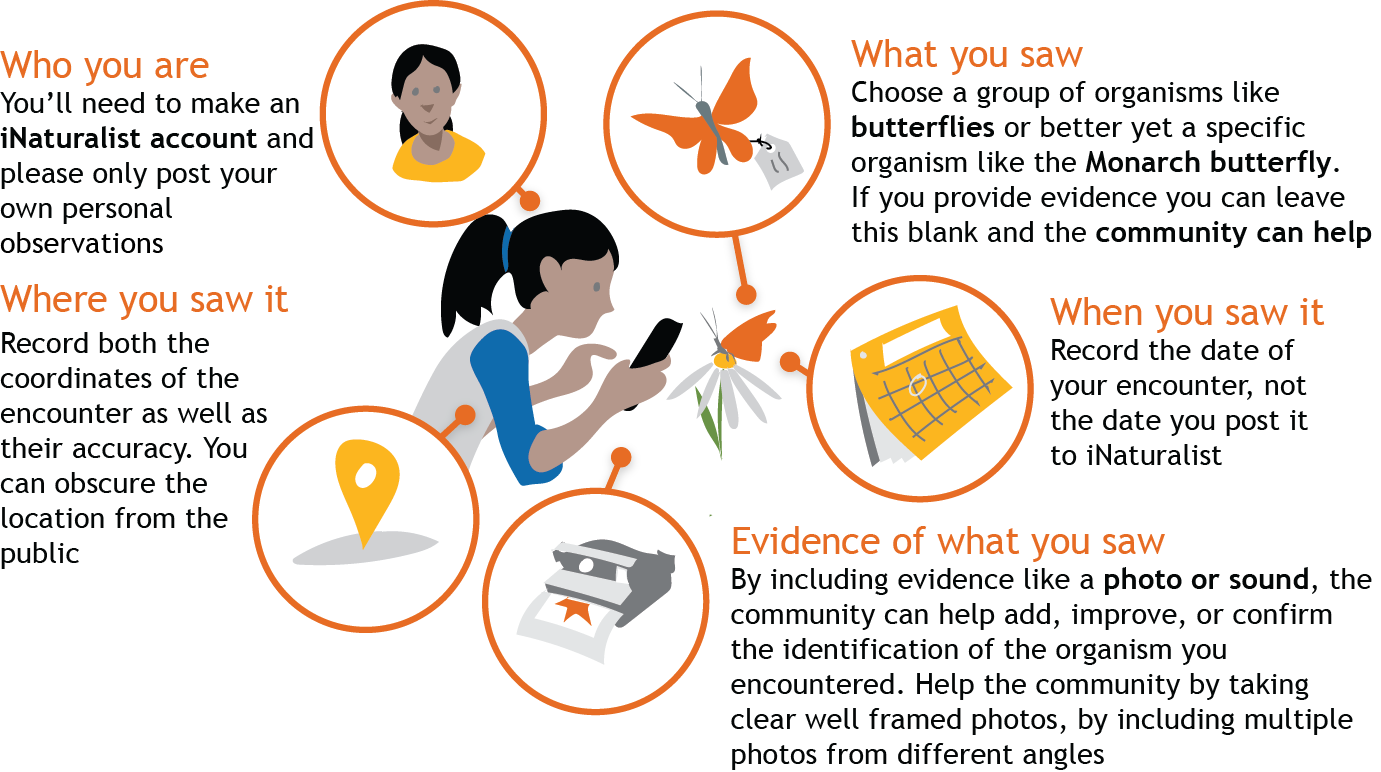 Who you are
You’ll need to make an
iNaturalist account and
please only post your
own personal
observations
What you saw
Choose a group of organisms like
butterflies or better yet a specific
organism like the Monarch butterfly.
If you provide evidence you can leave
this blank and the community can help
Where you saw it
Record both the
coordinates of the
encounter as well as
their accuracy. You
can obscure the
location from the
public
When you saw it
Record the date of
your encounter, not
the date you post it
to iNaturalist
Evidence of what you saw
By including evidence like a photo or sound, the
community can help add, improve, or confirm
the identification of the organism you
encountered. Help the community by taking
clear well framed photos, by including multiple
photos from different angles